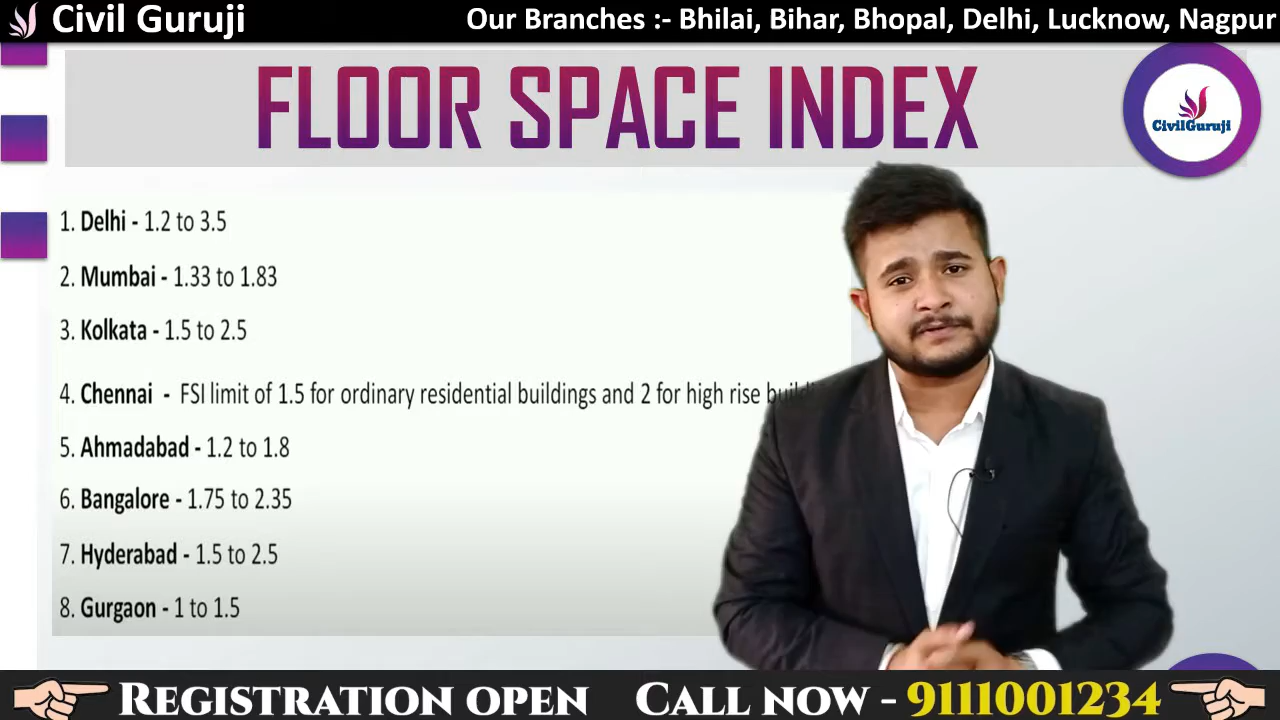 Civil Guruji
Our Branches :- Bhilai, Bihar, Bhopal, Delhi, Lucknow, Nagpur
FLOOR SPACE INDEX
CivilGuruji
1. Delhi - 1.2 to 3.5
2. Mumbai - 1.33 to 1.83
3. Kolkata - 1.5 to 2.5
4. Chennai - FSI limit of 1.5 for ordinary residential buildings and 2 for high rise
5. Ahmadabad - 1.2 to 1.8
6. Bangalore - 1.75 to 2.35
7. Hyderabad - 1.5 to 2.5
8. Gurgaon - 1 to 1.5
REGISTRATION OPEN CALL NOW - 9111001234